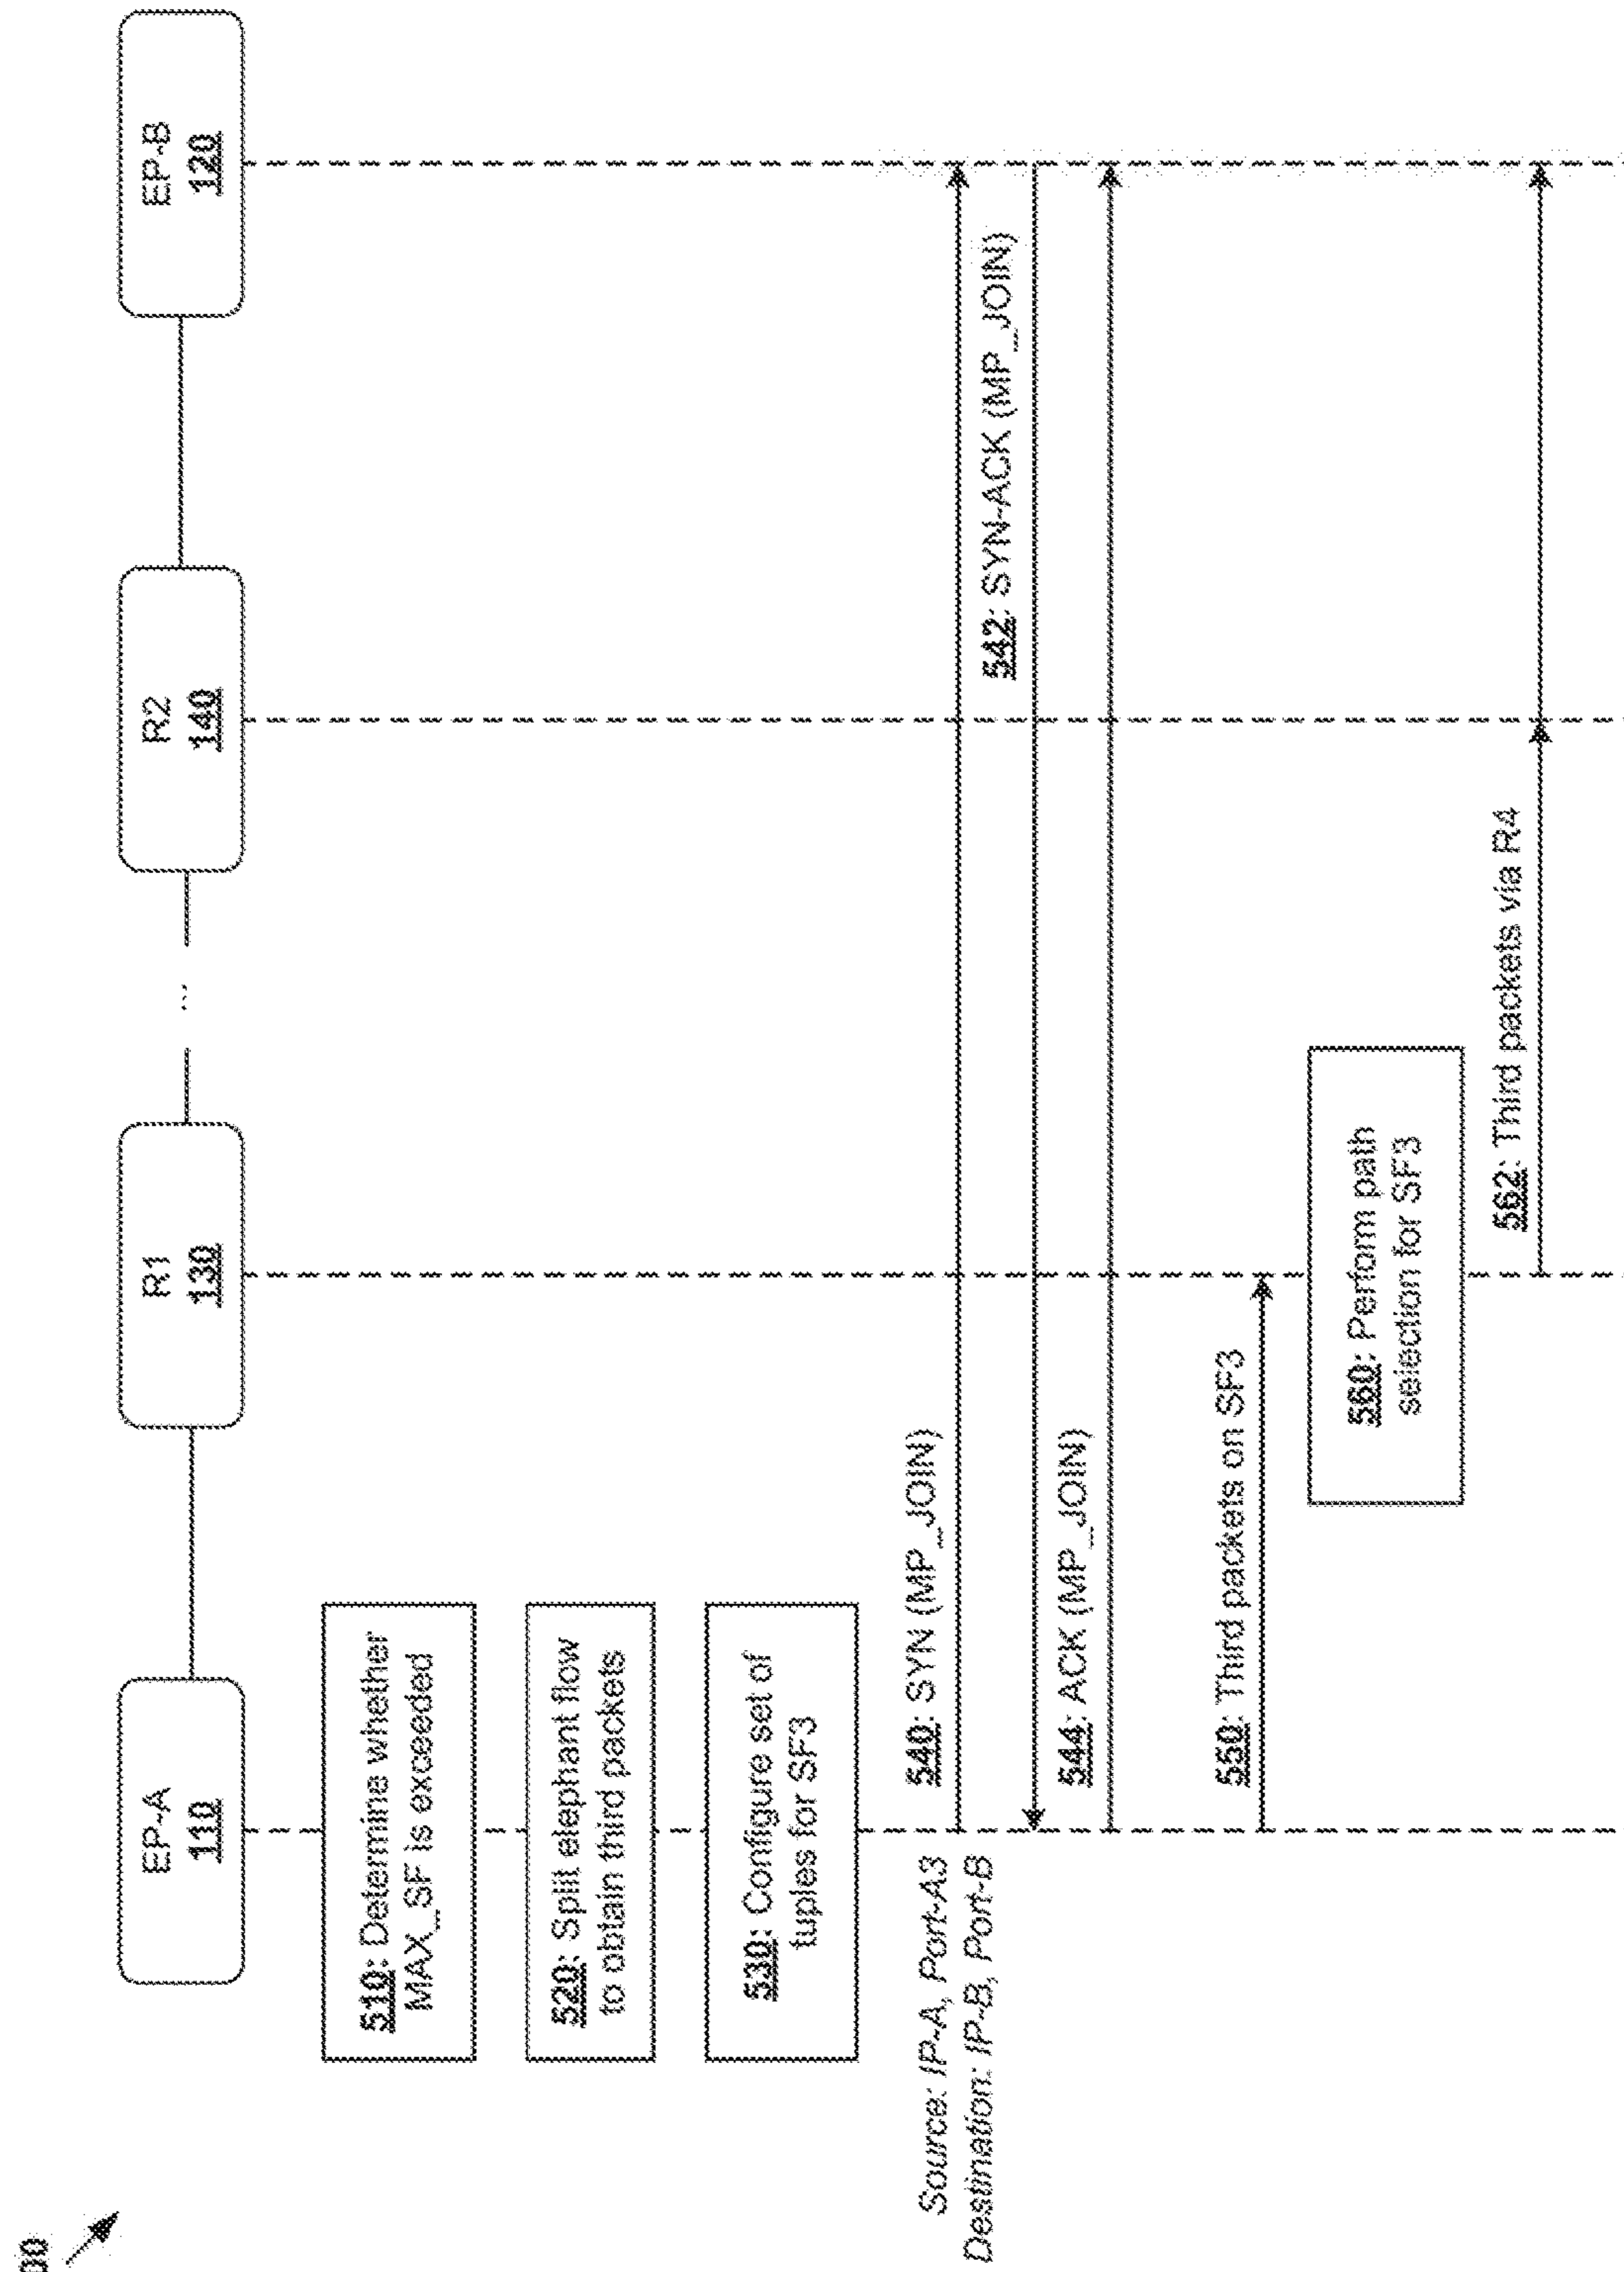 00
EP-A
110
R1
130
...
R2
140
EP-B
120
510: Determine whether
MAX_SF is exceeded
520: Split elephant flow
to obtain third packets
530: Configure set of
tuples for SF3
Source: IP-A, Port-A3
Destination: IP-B, Port-B
540: SYN (MP_JOIN)
542: SYN-ACK (MP_JOIN)
544: ACK (MP_JOIN)
550: Third packets on SF3
560: Perform path
selection for SF3
562: Third packets via R4